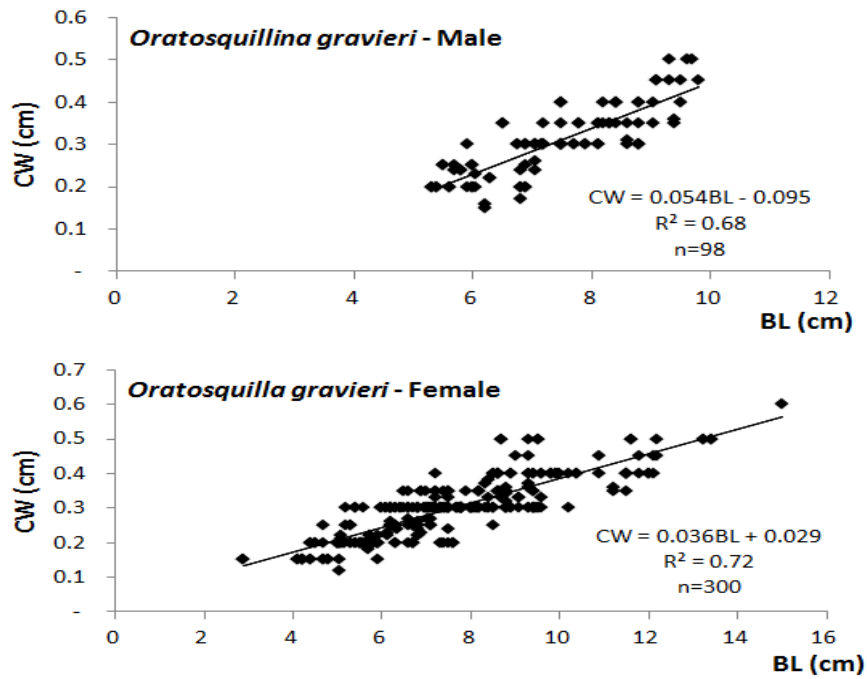 0.6
Oratosquillina gravieri - Male
0.5
0.4
0.3
0.2
0.1
-
CW (cm)
CW = 0.054BL - 0.095
R² = 0.68
n=98
0 2 4 6 8 10 12
BL (cm)
0.7
Oratosquilla gravieri - Female
0.6
0.5
0.4
0.3
0.2
0.1
-
CW (cm)
CW = 0.036BL + 0.029
R² = 0.72
n=300
0 2 4 6 8 10 12 14 16
BL (cm)